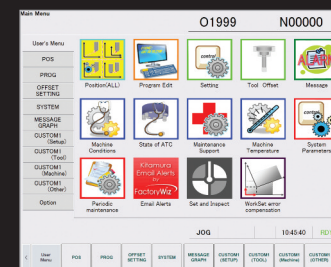 Main Menu
O1999 N00000
User's Menu
POS
PROG
OFFSET
SETTING
SYSTEM
MESSAGE
GRAPH
CUSTOM1
(Setup)
CUSTOM1
(Tool)
CUSTOM1
(Machine)
CUSTOM1
(Other)
Option
control
ALARM
Position(ALL) Program Edit Setting Tool Offset Message
control
Machine
Conditions
State of ATC
Maintenance
Support
Machine
Temperature
System
Parameters
Kitamura
Email Alerts
by
FactoryWiz
Periodic
maintenance
Email Alerts
Set and Inspect
WorkSet error
compensation
JOG 10:45:40
< User
Menu
POS PROG OFFSET
SETTING
SYSTEM MESSAGE
GRAPH
CUSTOM1
(SETUP)
CUSTOM1
(TOOL)
CUSTOM1
(Machine)
CUSTOM1
(OTHER)